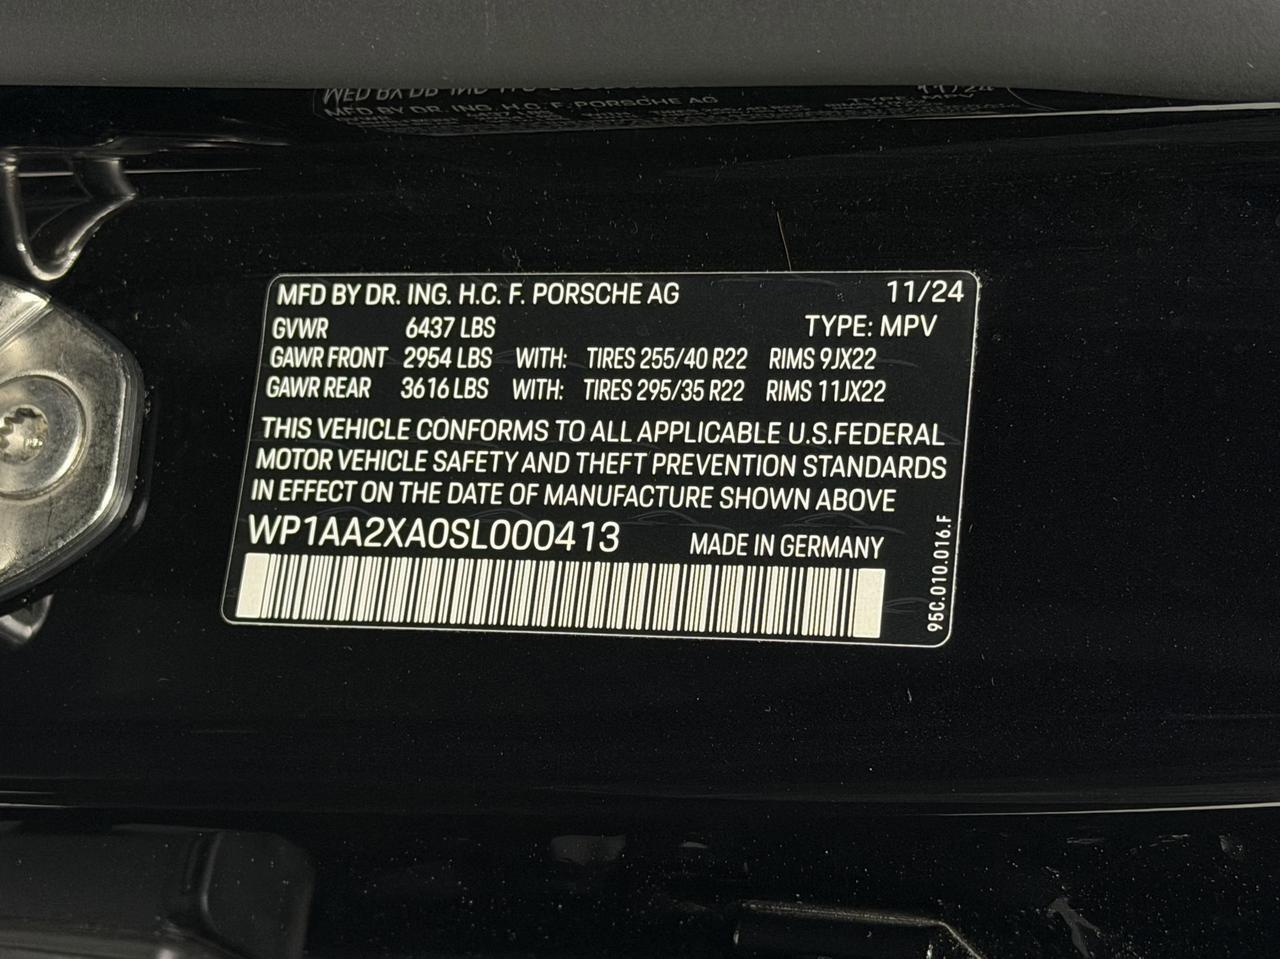 MFD BY DR. ING. H.C. F. PORSCHE AG 11/24
GVWR 6437 LBS TYPE: MPV
GAWR FRONT 2954 LBS WITH: TIRES 255/40 R22 RIMS 9JX22
GAWR REAR 3616 LBS WITH: TIRES 295/35 R22 RIMS 11JX22
THIS VEHICLE CONFORMS TO ALL APPLICABLE U.S.FEDERAL
MOTOR VEHICLE SAFETY AND THEFT PREVENTION STANDARDS
IN EFFECT ON THE DATE OF MANUFACTURE SHOWN ABOVE
WP1AA2XA0SL000413 MADE IN GERMANY
95C.010.016.F